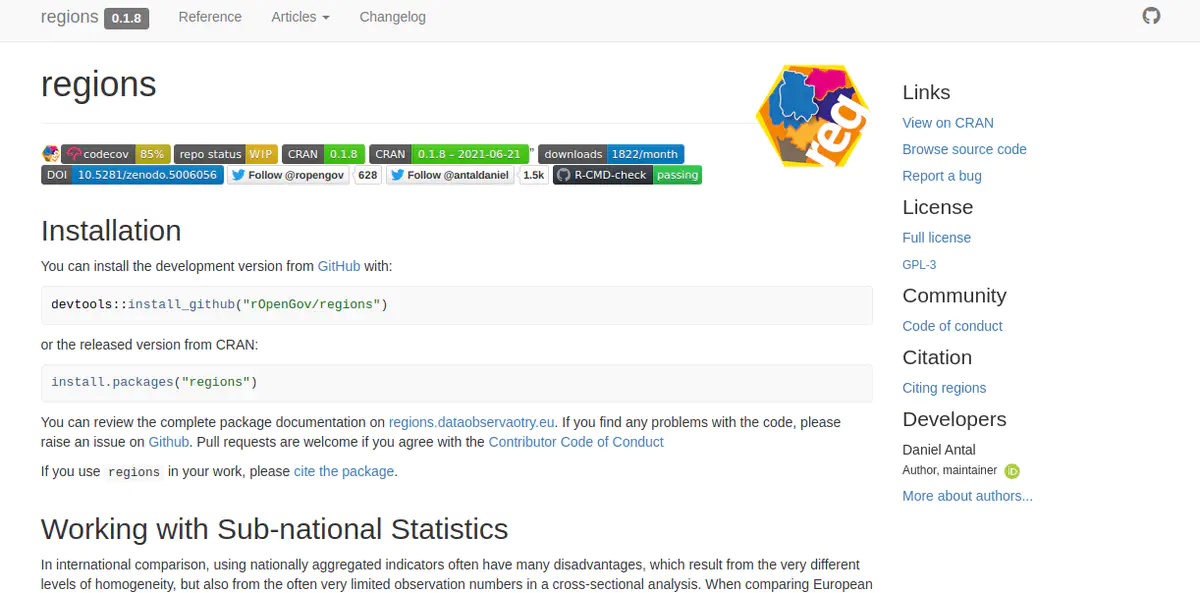 regions 0.1.8 Reference Articles Changelog
regions
reg
codecov 85% repo status WIP CRAN 0.1.8 CRAN 0.1.8 – 2021-06-21 " downloads 1822/month
DOI 10.5281/zenodo.5006056 Follow @ropengov 628 Follow @antaldaniel 1.5k R-CMD-check passing
Installation
You can install the development version from GitHub with:
devtools::install_github("rOpenGov/regions")
or the released version from CRAN:
install.packages("regions")
You can review the complete package documentation on regions.dataobservaotry.eu. If you find any problems with the code, please
raise an issue on Github. Pull requests are welcome if you agree with the Contributor Code of Conduct
If you use regions in your work, please cite the package.
Working with Sub-national Statistics
In international comparison, using nationally aggregated indicators often have many disadvantages, which result from the very different
levels of homogeneity, but also from the often very limited observation numbers in a cross-sectional analysis. When comparing European
Links
View on CRAN
Browse source code
Report a bug
License
Full license
GPL-3
Community
Code of conduct
Citation
Citing regions
Developers
Daniel Antal
Author, maintainer iD
More about authors...